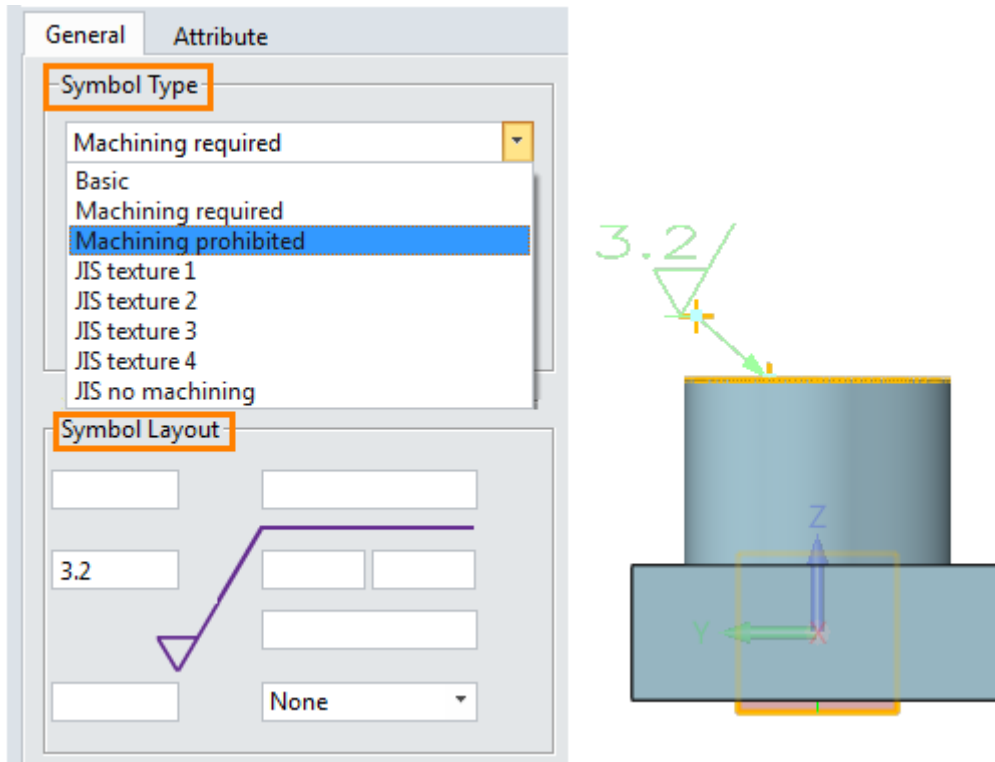 General Attribute
Symbol Type
Machining required
Basic
Machining required
Machining prohibited
JIS texture 1
JIS texture 2
JIS texture 3
JIS texture 4
JIS no machining
Symbol Layout
3.2
None
3.2
Z
Y X